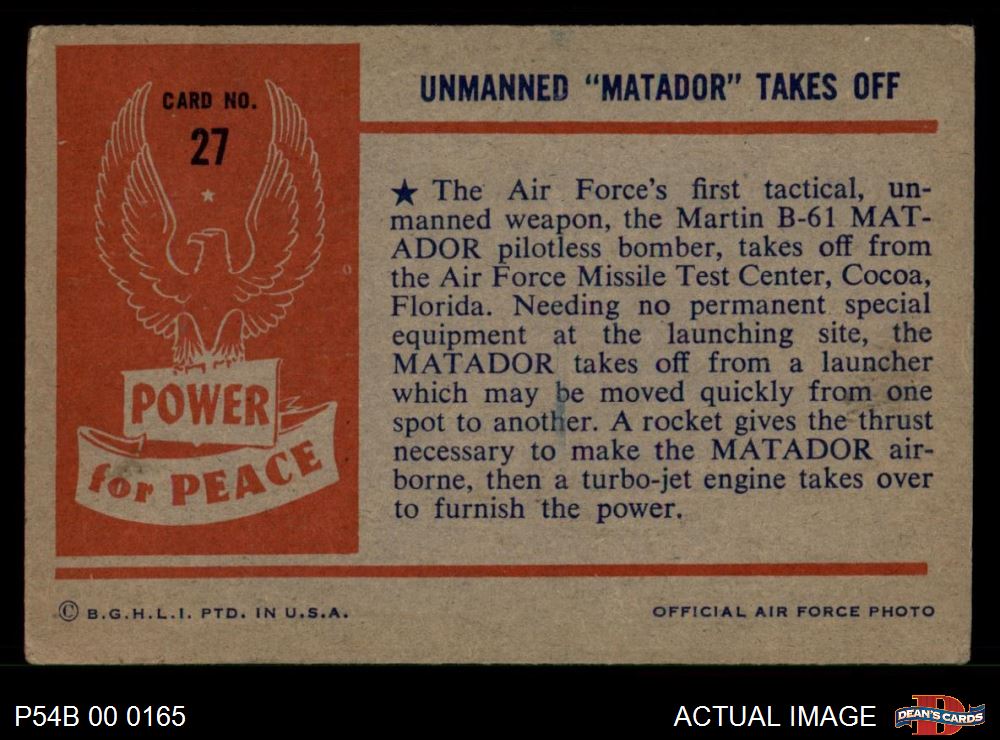 CARD NO.
27
POWER
for PEACE
UNMANNED "MATADOR" TAKES OFF
★ The Air Force's first tactical, un-
manned weapon, the Martin B-61 MAT-
ADOR pilotless bomber, takes off from
the Air Force Missile Test Center, Cocoa,
Florida. Needing no permanent special
equipment at the launching site, the
MATADOR takes off from a launcher
which may be moved quickly from one
spot to another. A rocket gives the thrust
necessary to make the MATADOR air-
borne, then a turbo-jet engine takes over
to furnish the power.
© B.G.H.L.I. PTD. IN U.S.A.
OFFICIAL AIR FORCE PHOTO
P54B 00 0165
ACTUAL IMAGE
D
DEAN'S CARDS